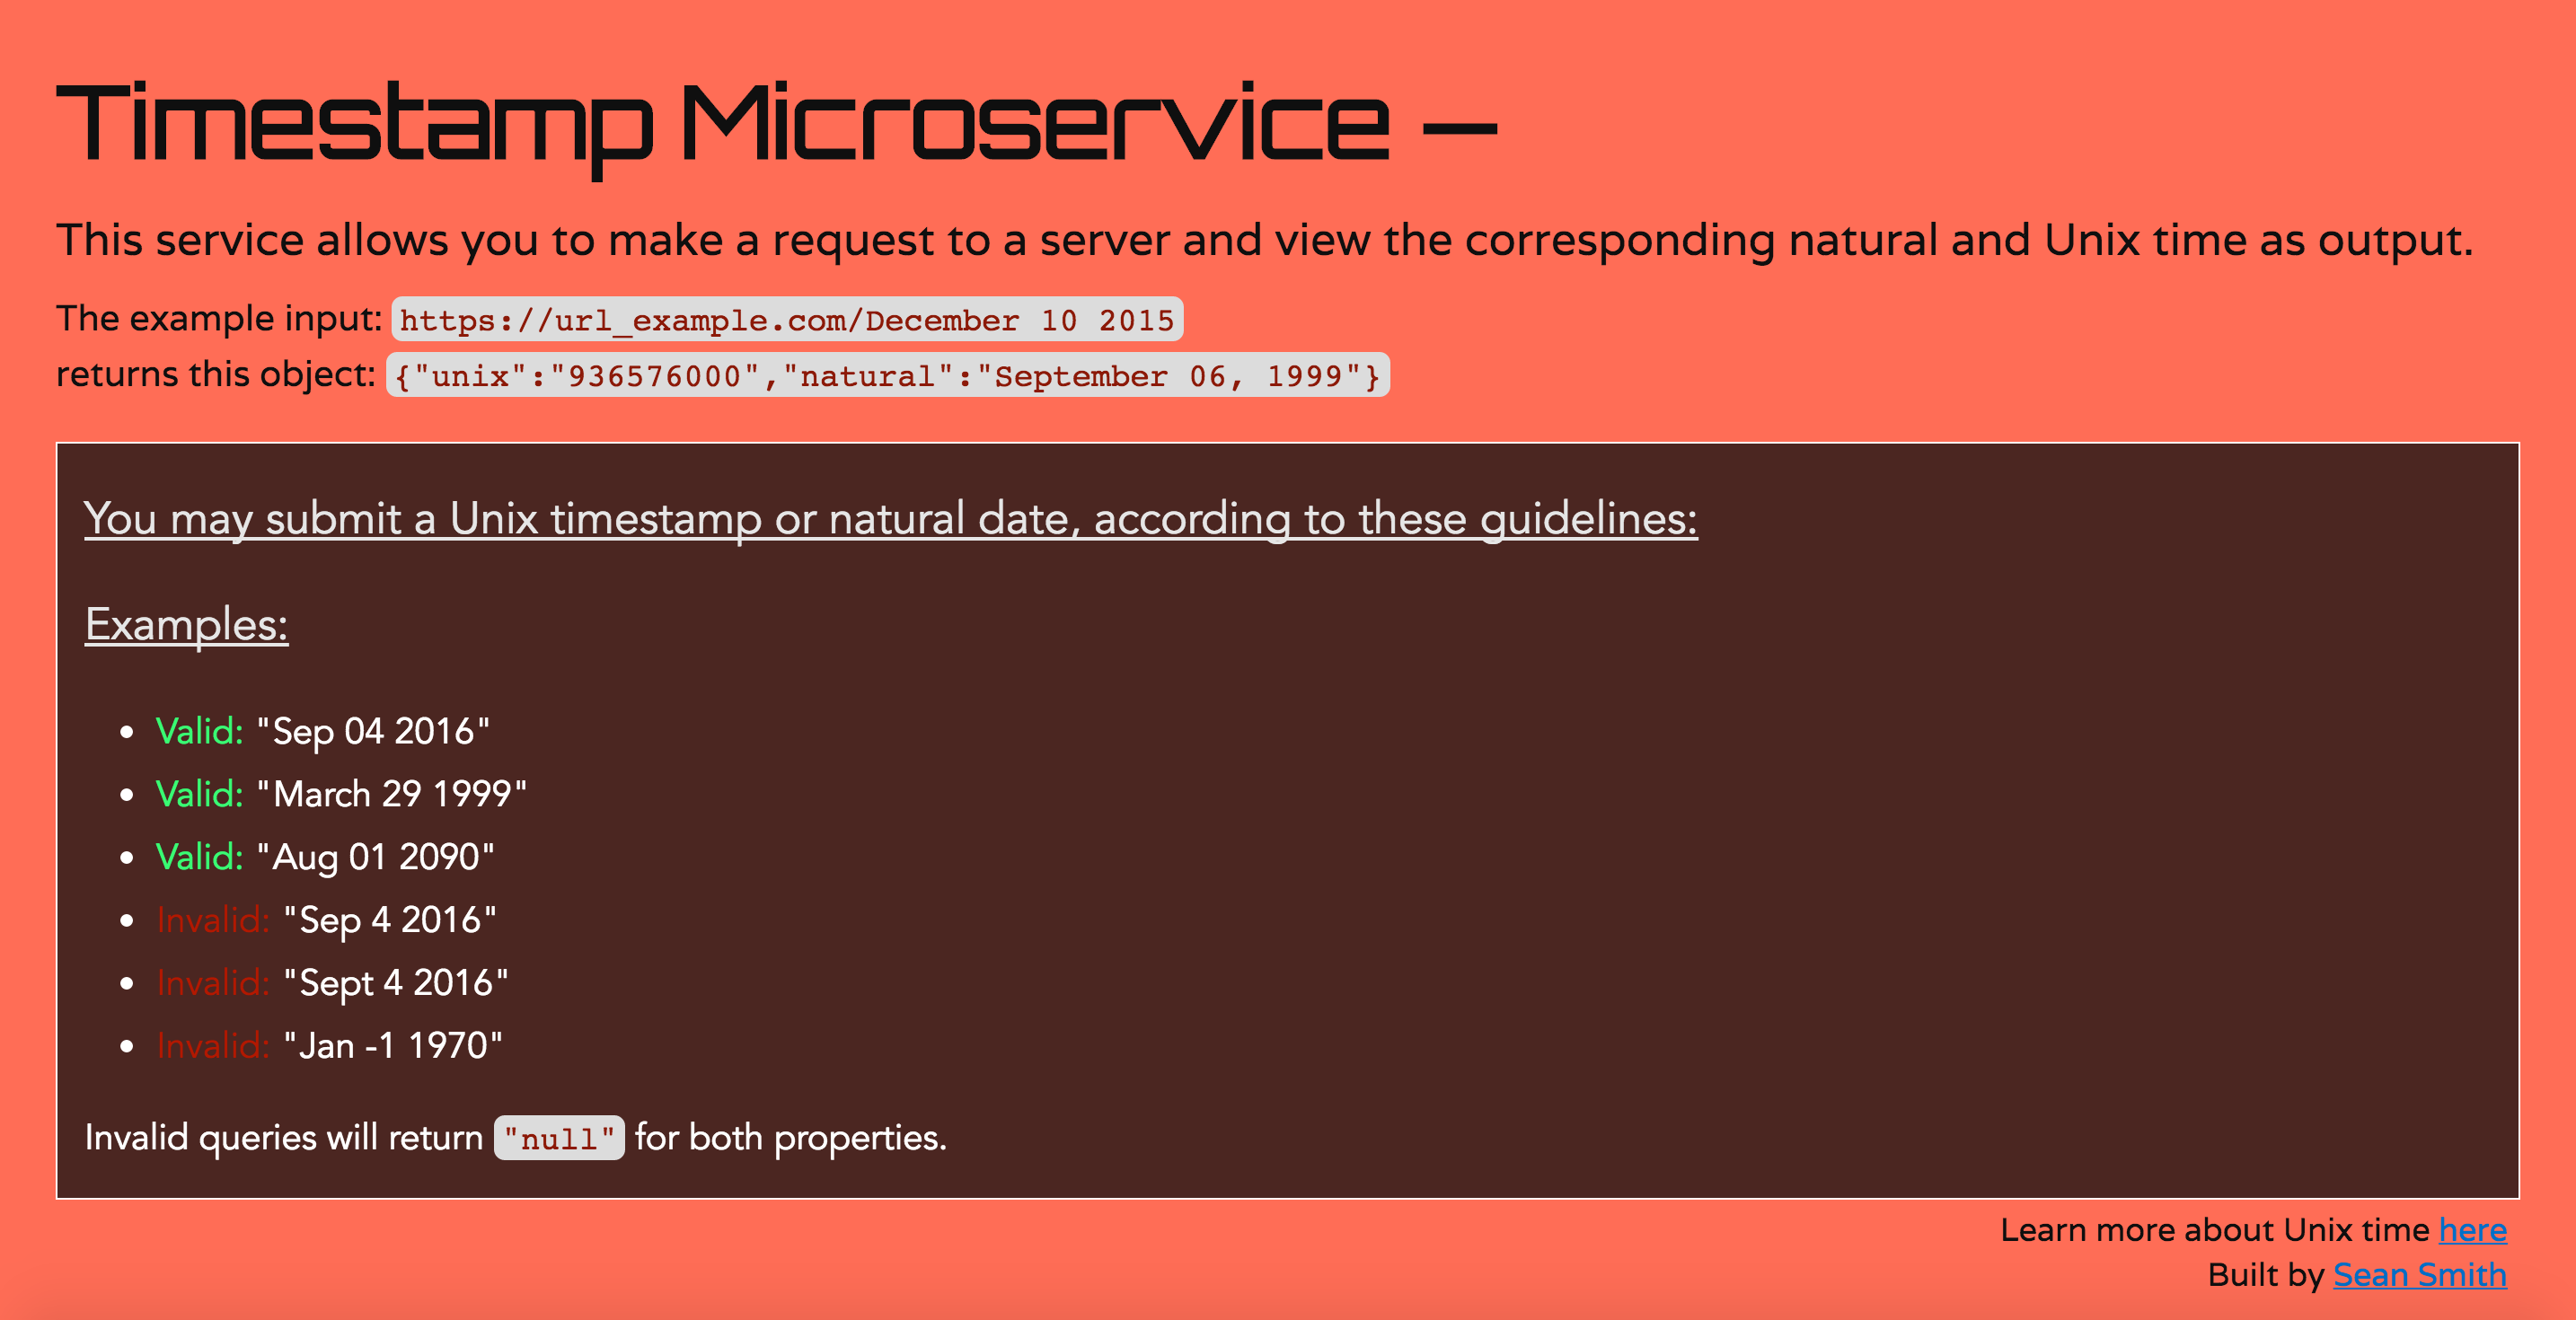 Timestamp Microservice —
This service allows you to make a request to a server and view the corresponding natural and Unix time as output.
The example input: https://url_example.com/December 10 2015
returns this object: {"unix":"936576000","natural":"September 06, 1999"}
You may submit a Unix timestamp or natural date, according to these guidelines:
Examples:
• Valid: "Sep 04 2016"
• Valid: "March 29 1999"
• Valid: "Aug 01 2090"
• Invalid: "Sep 4 2016"
• Invalid: "Sept 4 2016"
• Invalid: "Jan -1 1970"
Invalid queries will return "null" for both properties.
Learn more about Unix time here
Built by Sean Smith